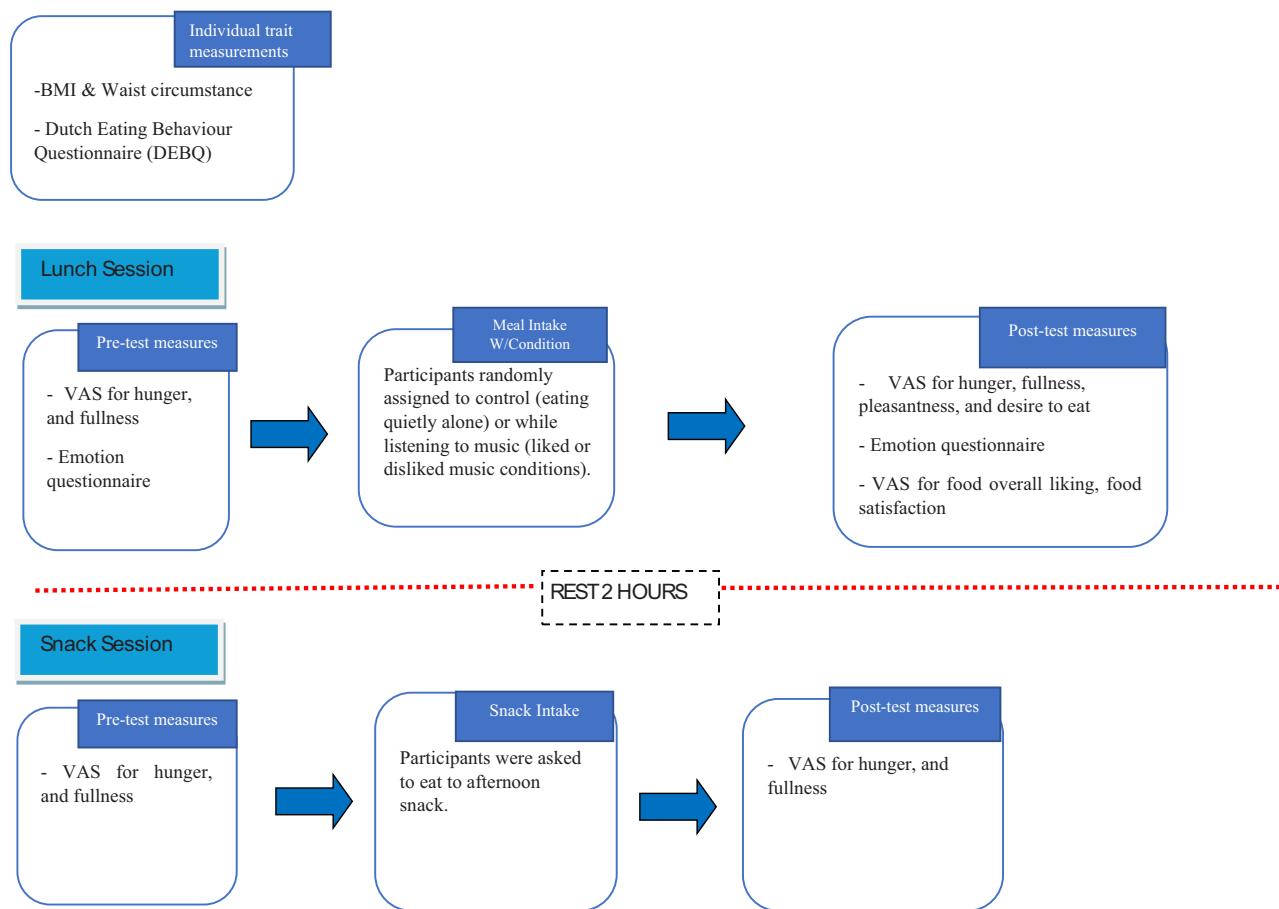 Individual trait
measurements
-BMI & Waist circumstance
- Dutch Eating Behaviour
Questionnaire (DEBQ)
Lunch Session
Pre-test measures
- VAS for hunger,
and fullness
- Emotion
questionnaire
Meal Intake
W/Condition
Participants randomly
assigned to control (eating
quietly alone) or while
listening to music (liked or
disliked music conditions).
Post-test measures
- VAS for hunger, fullness,
pleasantness, and desire to eat
- Emotion questionnaire
- VAS for food overall liking, food
satisfaction
REST 2 HOURS
Snack Session
Pre-test measures
- VAS for hunger,
and fullness
Snack Intake
Participants were asked
to eat to afternoon
snack.
Post-test measures
- VAS for hunger, and
fullness